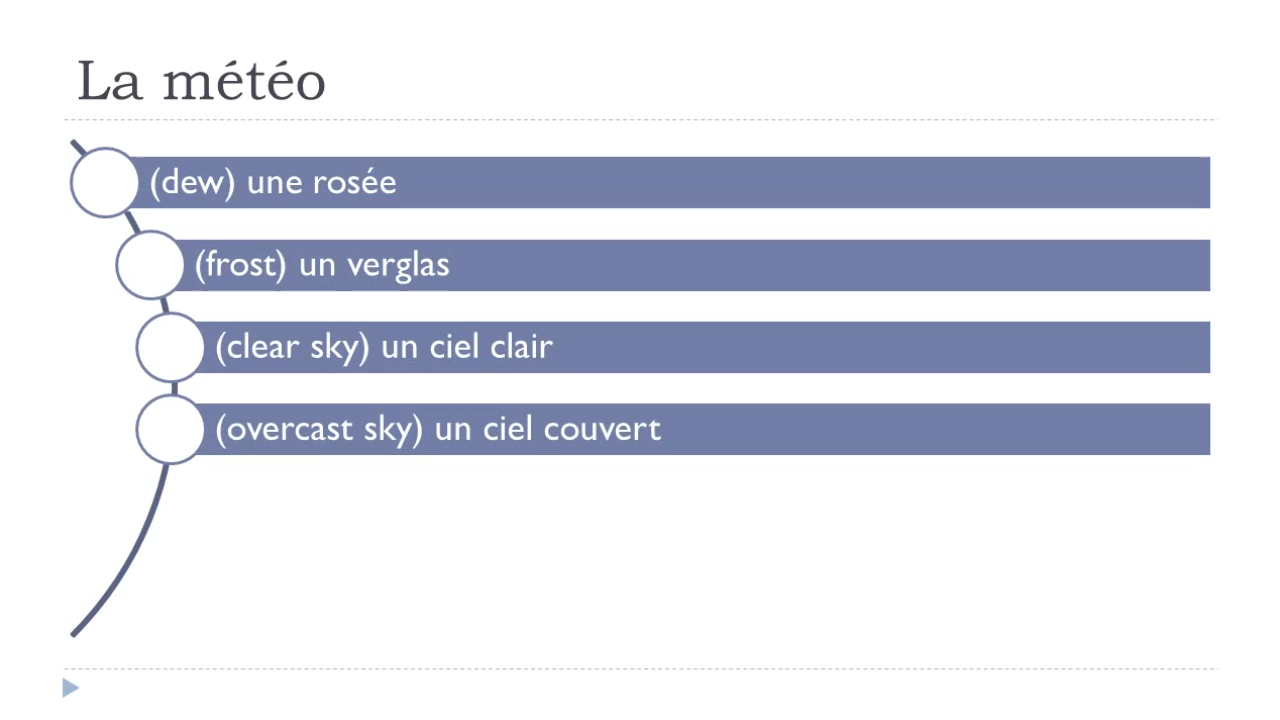 La météo
(dew) une rosée
(frost) un verglas
(clear sky) un ciel clair
(overcast sky) un ciel couvert